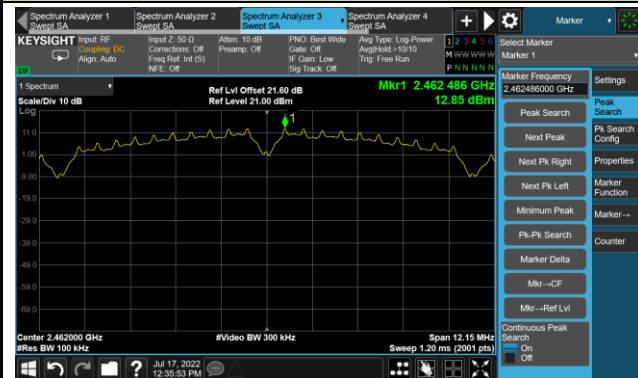 Spectrum Analyzer 1
Swept SA
Spectrum Analyzer 2
Swept SA
Spectrum Analyzer 3
Swept SA
Spectrum Analyzer 4
Swept SA
+
Marker
KEYSIGHT
Input: RF
Coupling: DC
Align: Auto
Input Z: 50 Ω
Corrections: Off
Freq Ref: Int (S)
NFE: Off
Atten: 10 dB
Preamp: Off
PNO: Best Wide
Gate: Off
IF Gain: Low
Sig Track: Off
Avg Type: Log-Power
Avg|Hold:>10/10
Trig: Free Run
1 2 3 4 5 6
M W W W W W
P N N N N N
LXI
Select Marker
Marker 1
1 Spectrum
Scale/Div 10 dB
Log
Ref Lvl Offset 21.60 dB
Ref Level 21.00 dBm
Mkr1 2.462 486 GHz
12.85 dBm
1
11.0
1.00
-9.00
-19.0
-29.0
-39.0
-49.0
-59.0
-69.0
Center 2.462000 GHz
#Res BW 100 kHz
#Video BW 300 kHz
Span 12.15 MHz
Sweep 1.20 ms (2001 pts)
Marker Frequency
2.462486000 GHz
Peak Search
Next Peak
Next Pk Right
Next Pk Left
Minimum Peak
Pk-Pk Search
Marker Delta
Mkr→CF
Mkr→Ref Lvl
Continuous Peak
Search
On
Off
Settings
Peak
Search
Pk Search
Config
Properties
Marker
Function
Marker→
Counter
?
Jul 17, 2022
12:35:53 PM